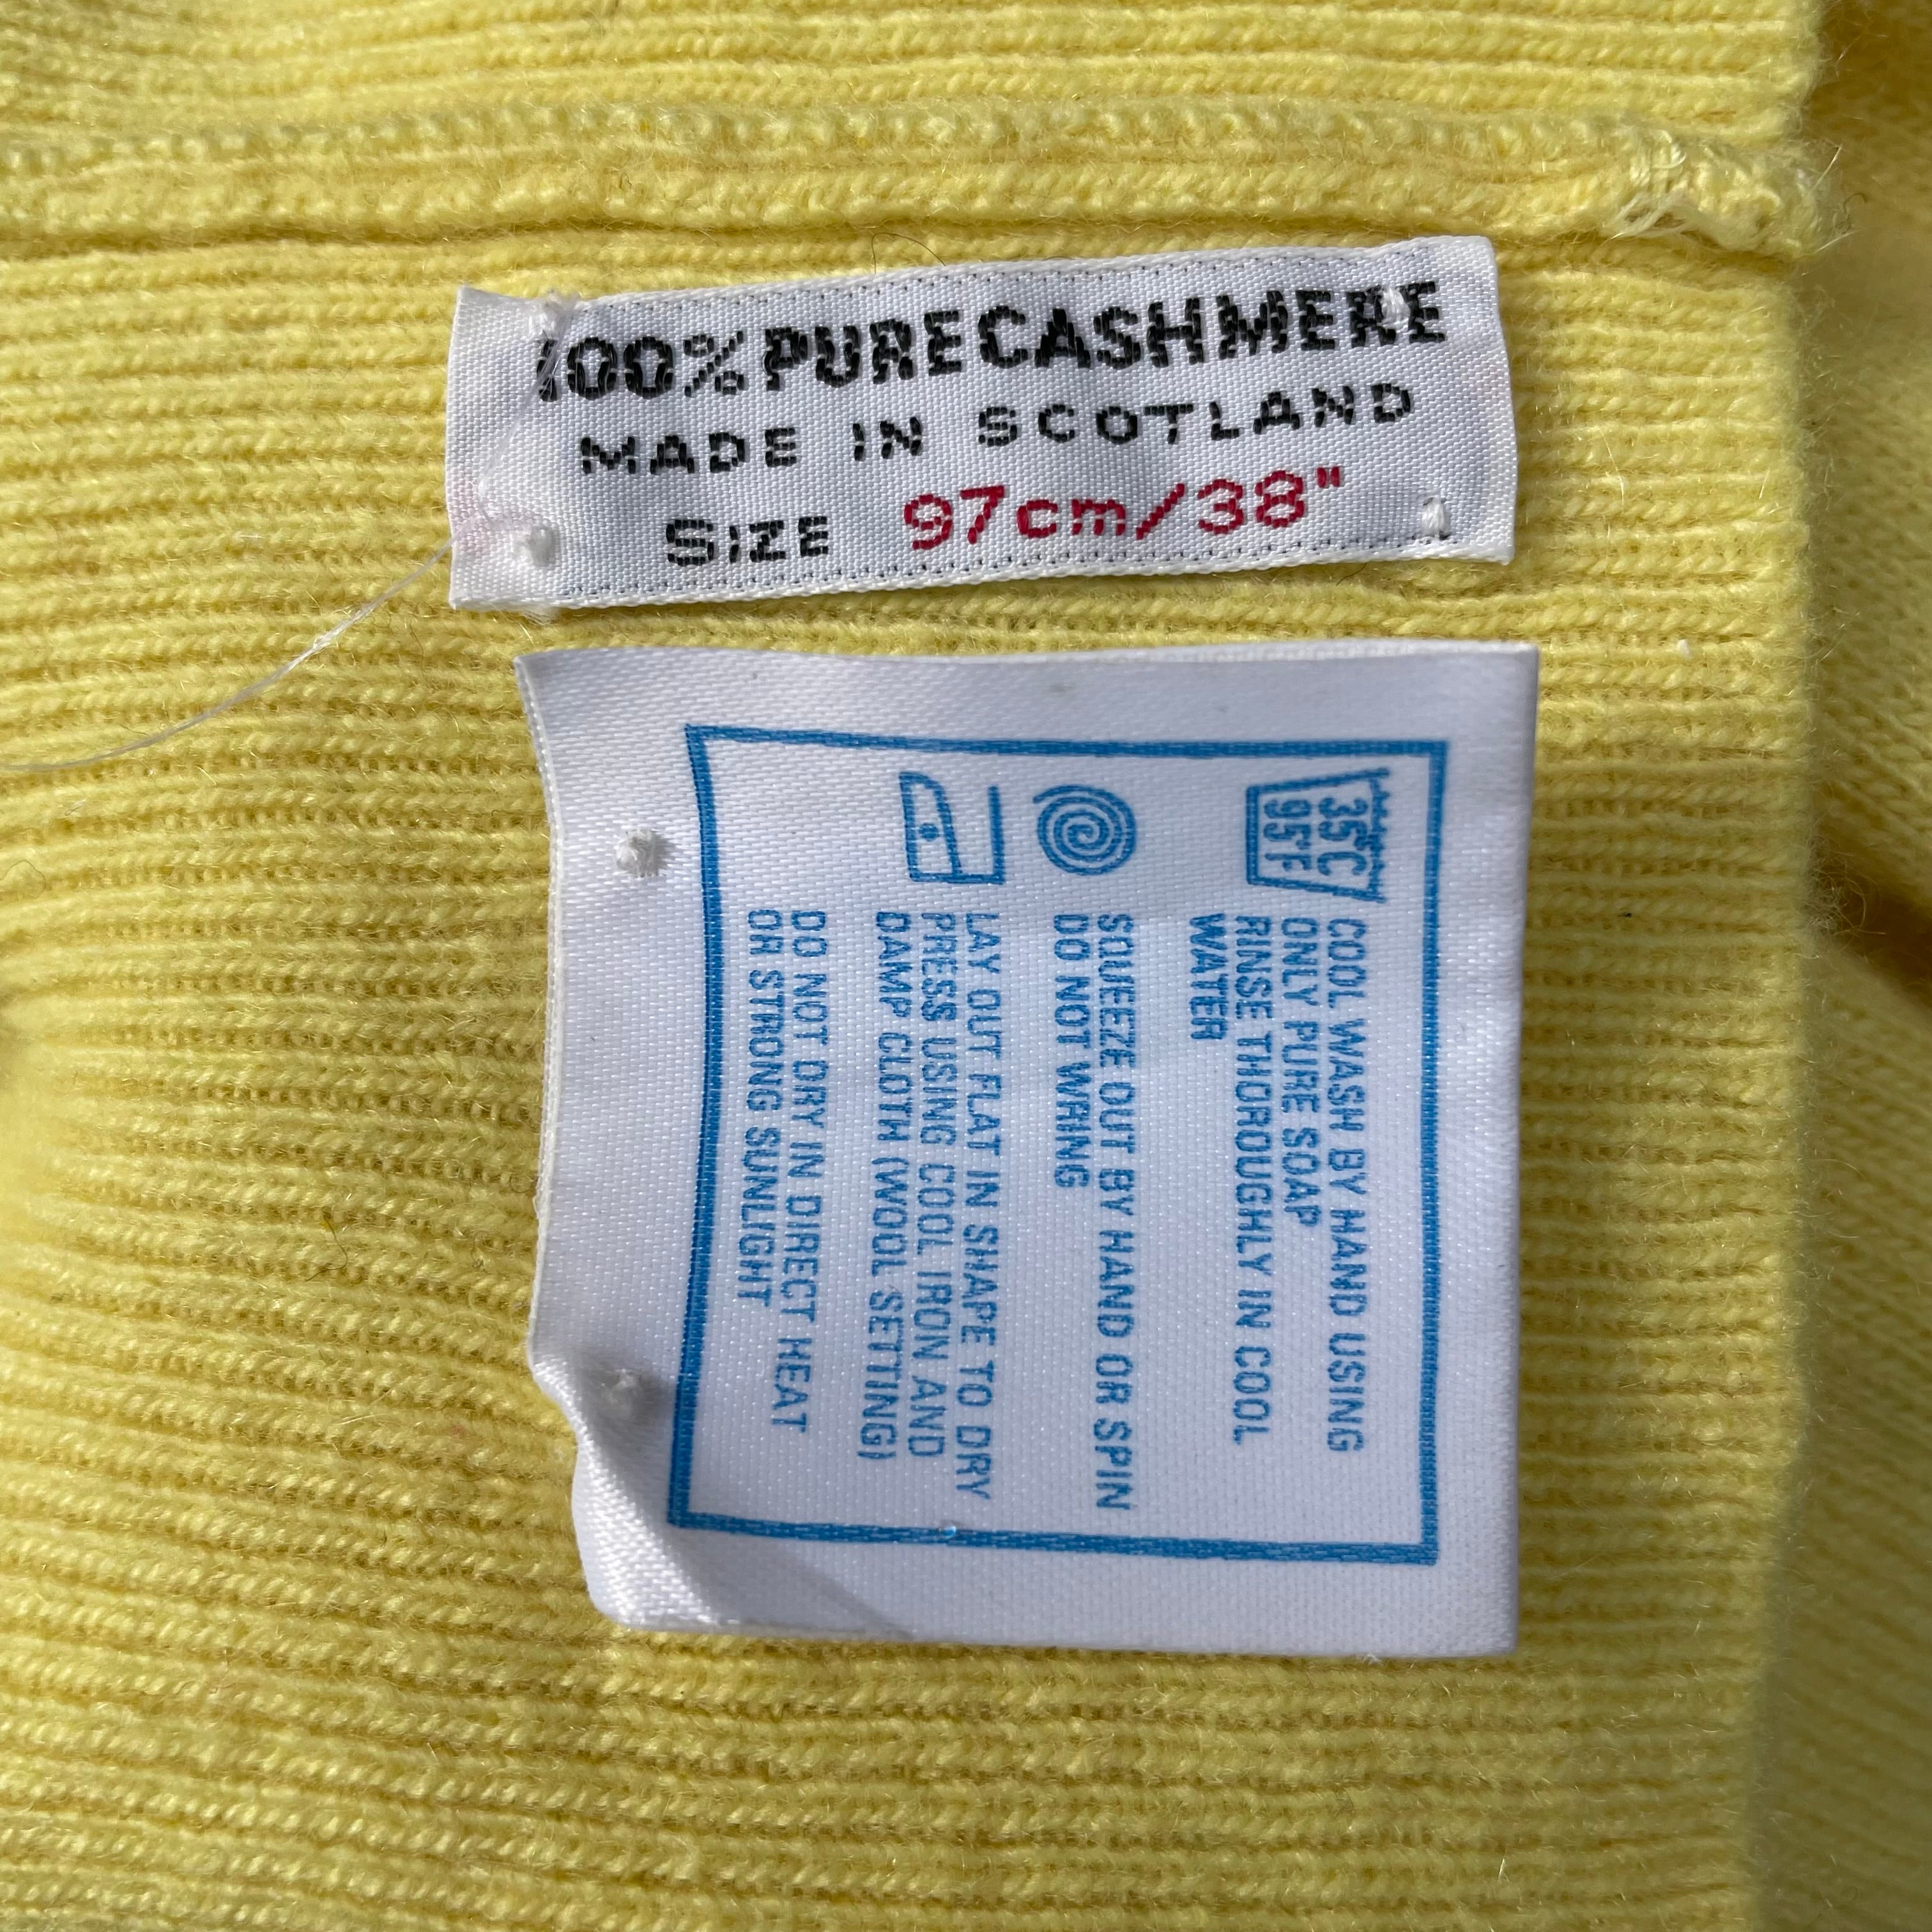 100% PURE CASHMERE
MADE IN SCOTLAND
SIZE 97cm/38"
35°C
95°F
COOL WASH BY HAND USING
ONLY PURE SOAP
RINSE THOROUGHLY IN COOL
WATER
SQUEEZE OUT BY HAND OR SPIN
DO NOT WRING
LAY OUT FLAT IN SHAPE TO DRY
PRESS USING COOL IRON AND
DAMP CLOTH (WOOL SETTING)
DO NOT DRY IN DIRECT HEAT
OR STRONG SUNLIGHT